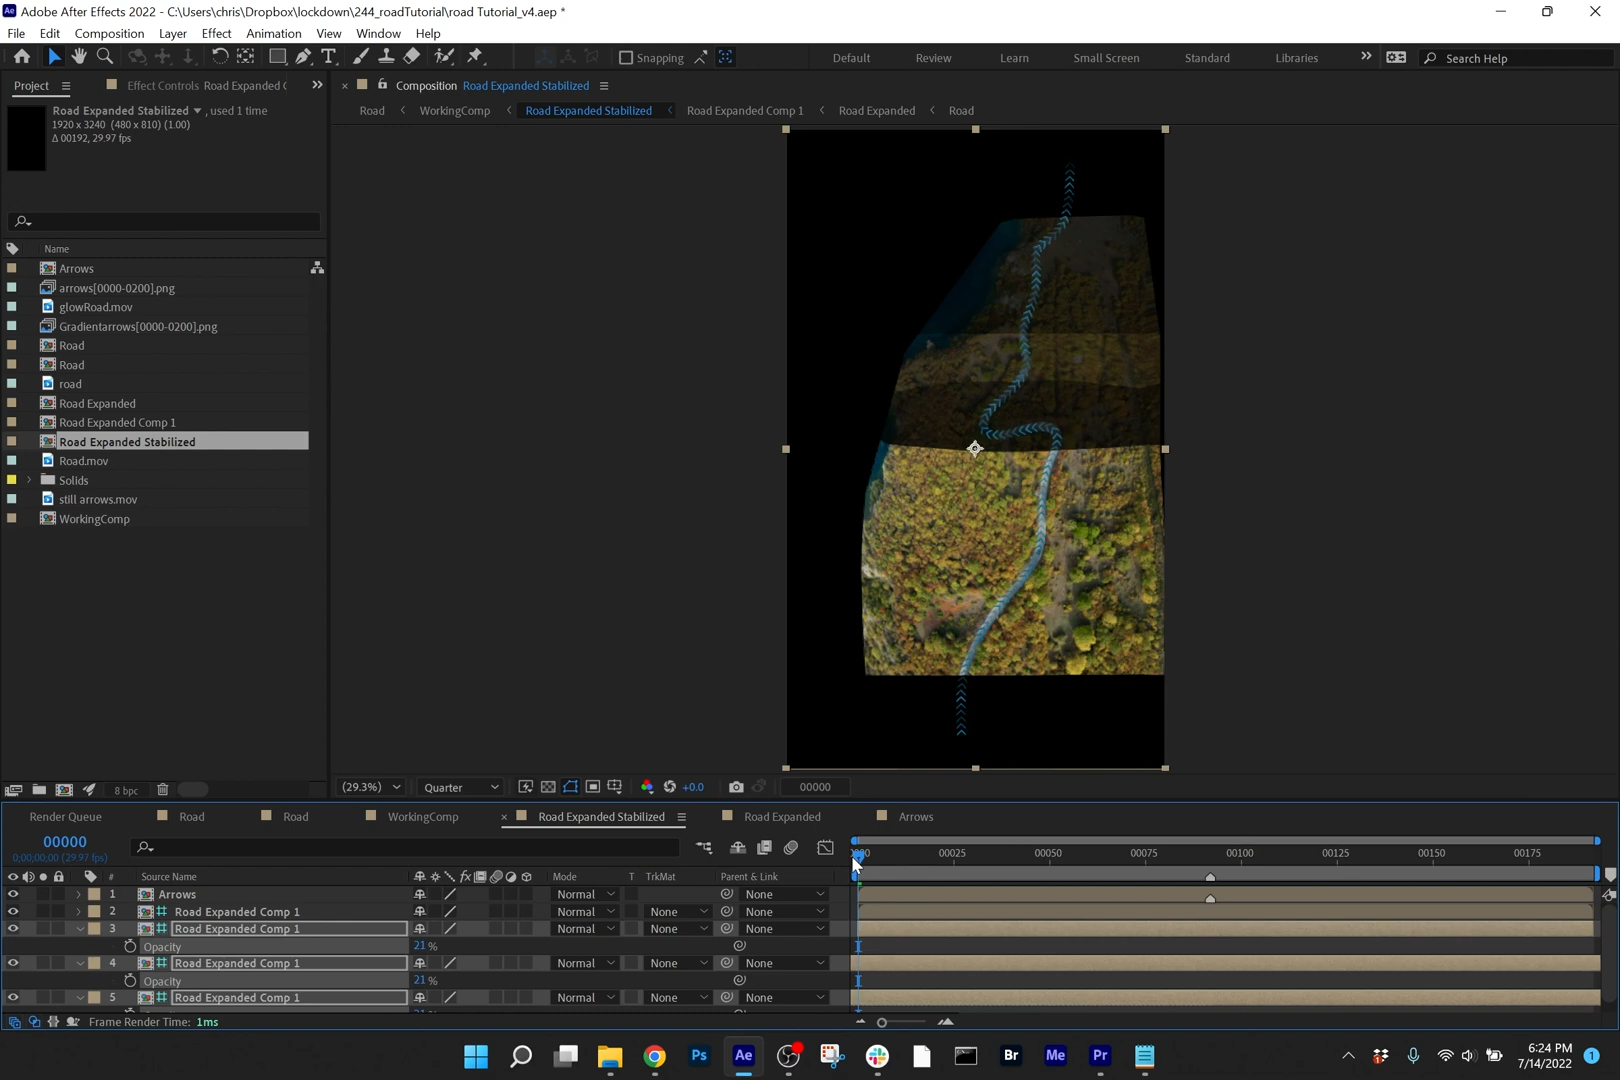 Adobe After Effects 2022 - C:\Users\chris\Dropbox\lockdown\244_roadTutorial\road Tutorial_v4.aep *
File Edit Composition Layer Effect Animation View Window Help
Snapping Default Review Learn Small Screen Standard Libraries Search Help
Project Effect Controls Road Expanded C Composition Road Expanded Stabilized
Road Expanded Stabilized , used 1 time
1920 x 3240 (480 x 810) (1.00)
Δ 00192, 29.97 fps
Road WorkingComp Road Expanded Stabilized Road Expanded Comp 1 Road Expanded Road
Name
Arrows
arrows[0000-0200].png
glowRoad.mov
Gradientarrows[0000-0200].png
Road
Road
road
Road Expanded
Road Expanded Comp 1
Road Expanded Stabilized
Road.mov
Solids
still arrows.mov
WorkingComp
8 bpc (29.3%) Quarter +0.0 00000
Render Queue Road Road WorkingComp Road Expanded Stabilized Road Expanded Arrows
00000
0;00;00;00 (29.97 fps)
00025 00050 00075 00100 00125 00150 00175
# Source Name Mode T TrkMat Parent & Link
1 Arrows Normal None
2 Road Expanded Comp 1 Normal None None
3 Road Expanded Comp 1 Normal None None
Opacity 21 %
4 Road Expanded Comp 1 Normal None None
Opacity 21 %
5 Road Expanded Comp 1 Normal None None
Frame Render Time: 1ms
Ps Ae Br Me Pr
6:24 PM
7/14/2022
1